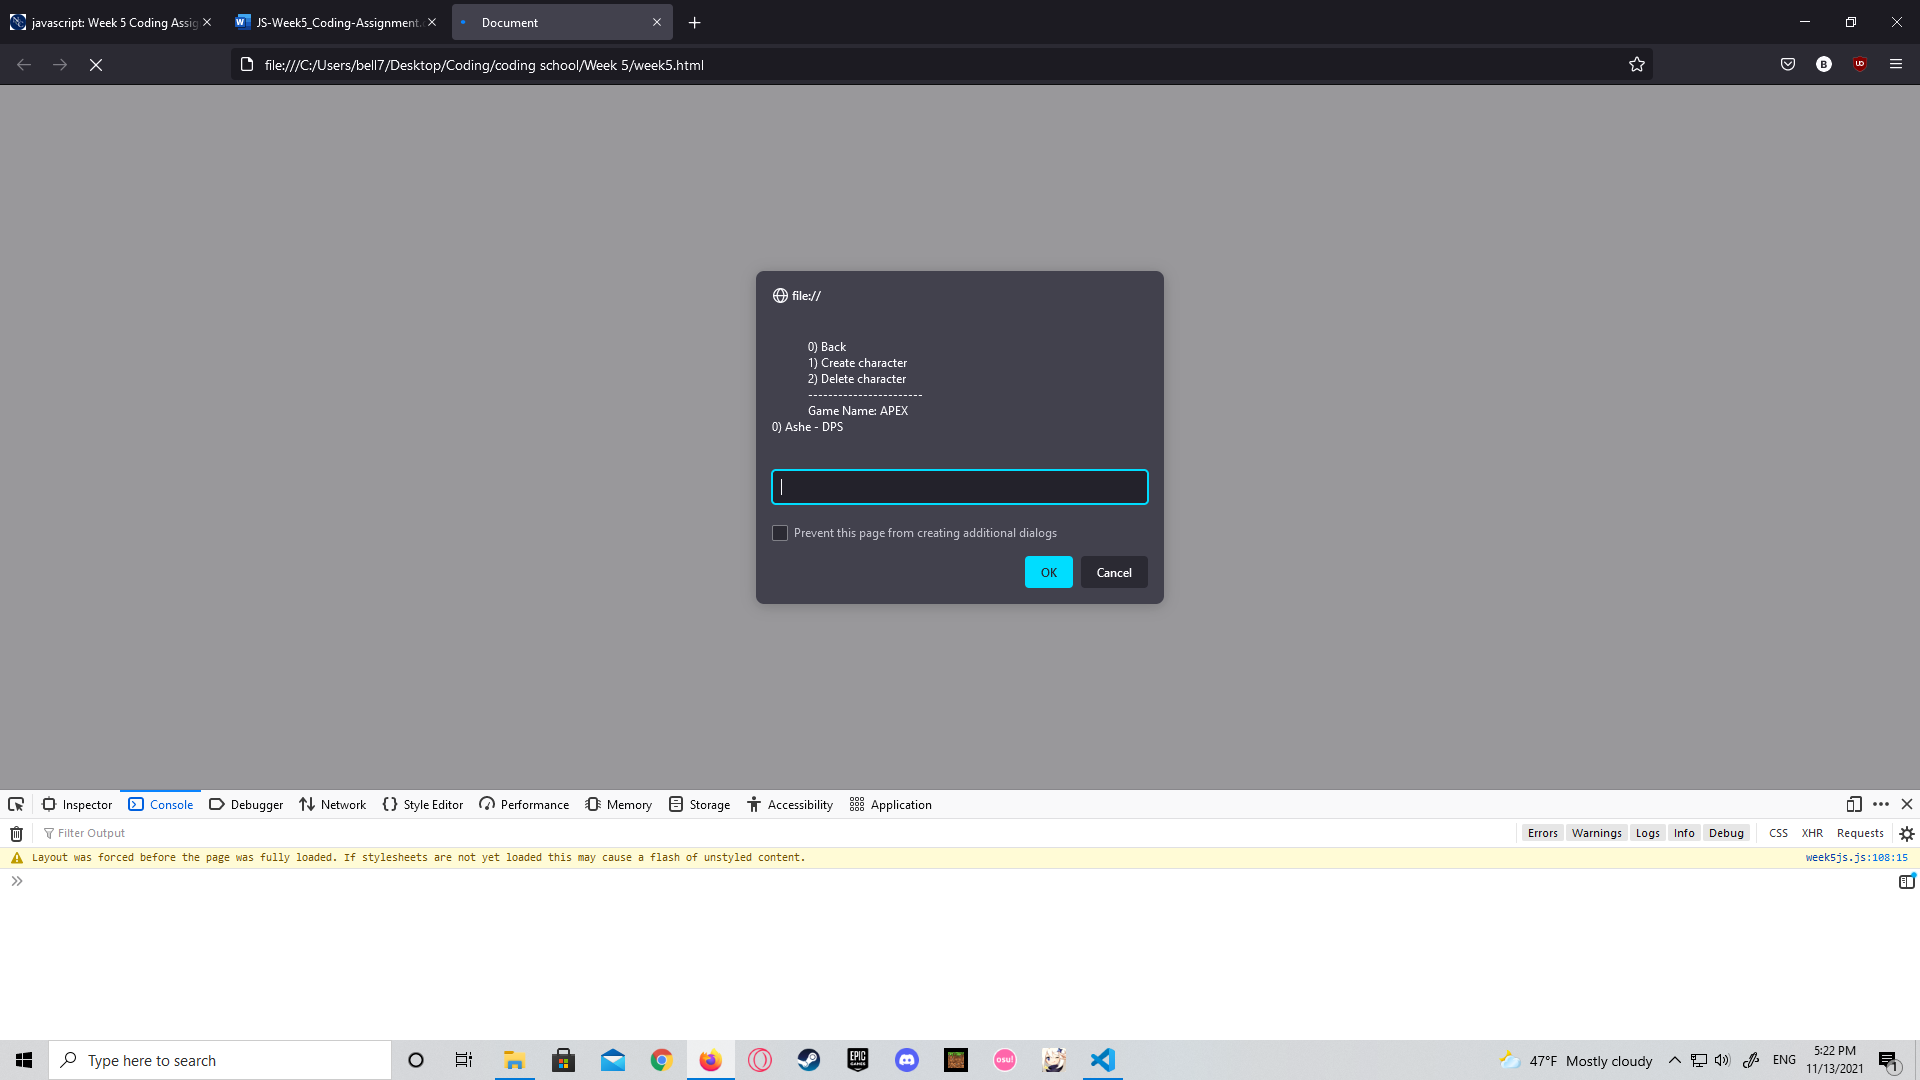 javascript: Week 5 Coding Assig
JS-Week5_Coding-Assignment.
Document
file:///C:/Users/bell7/Desktop/Coding/coding school/Week 5/week5.html
B
file://
0) Back
1) Create character
2) Delete character
-----------------------
Game Name: APEX
0) Ashe - DPS
Prevent this page from creating additional dialogs
OK
Cancel
Inspector
Console
Debugger
Network
Style Editor
Performance
Memory
Storage
Accessibility
Application
Filter Output
Errors
Warnings
Logs
Info
Debug
CSS
XHR
Requests
Layout was forced before the page was fully loaded. If stylesheets are not yet loaded this may cause a flash of unstyled content.
week5js.js:108:15
Type here to search
EPIC GAMES
osu!
47°F Mostly cloudy
ENG
5:22 PM
11/13/2021
1